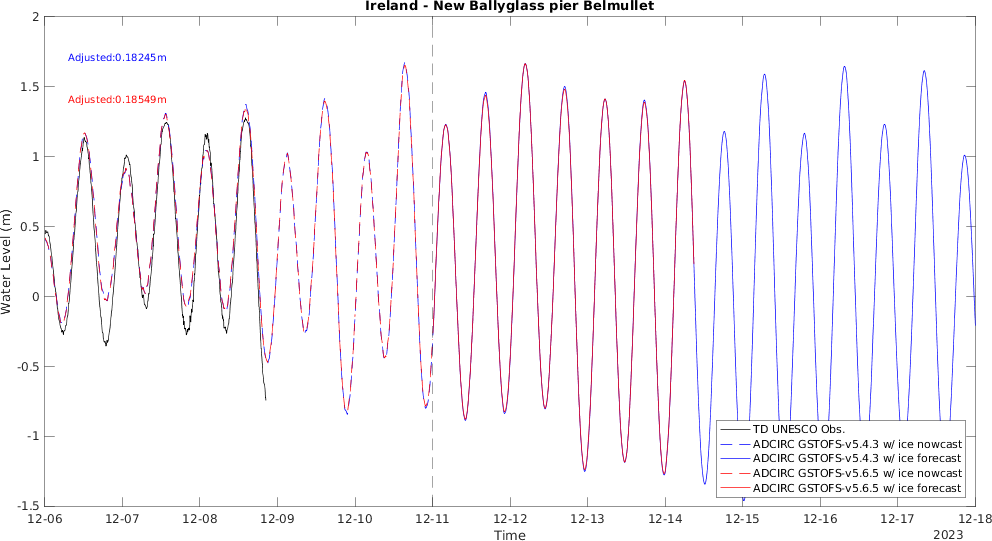 Ireland - New Ballyglass pier Belmullet
Adjusted:0.18245m
Adjusted:0.18549m
Water Level (m)
2
1.5
1
0.5
0
-0.5
-1
-1.5
TD UNESCO Obs.
ADCIRC GSTOFS-v5.4.3 w/ ice nowcast
ADCIRC GSTOFS-v5.4.3 w/ ice forecast
ADCIRC GSTOFS-v5.6.5 w/ ice nowcast
ADCIRC GSTOFS-v5.6.5 w/ ice forecast
12-06 12-07 12-08 12-09 12-10 12-11 12-12 12-13 12-14 12-15 12-16 12-17 12-18
Time
2023